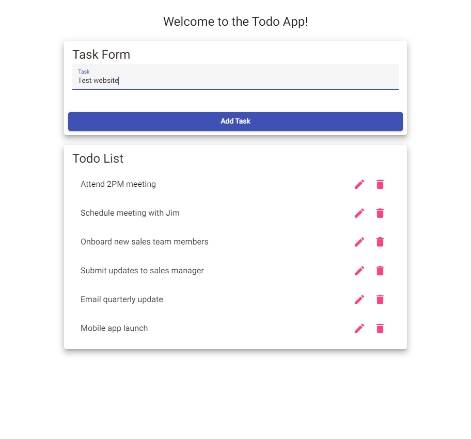 Welcome to the Todo App!
Task Form
Task
Test website
Add Task
Todo List
Attend 2PM meeting
Schedule meeting with Jim
Onboard new sales team members
Submit updates to sales manager
Email quarterly update
Mobile app launch